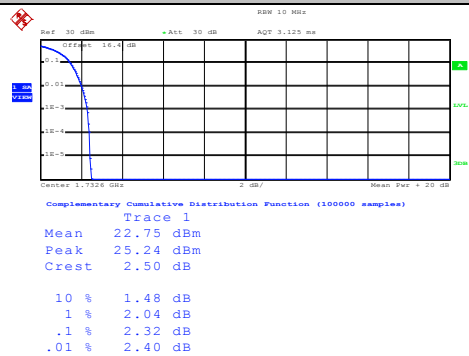 RBW 10 MHz
Ref 30 dBm Att 30 dB AQT 3.125 ms
Offset 16.4 dB
0.1
A
0.01
1 SA
VIEW
1E-3
LVL
1E-4
1E-5
3DB
Center 1.7326 GHz 2 dB/ Mean Pwr + 20 dB
Complementary Cumulative Distribution Function (100000 samples)
Trace 1
Mean 22.75 dBm
Peak 25.24 dBm
Crest 2.50 dB
10 % 1.48 dB
1 % 2.04 dB
.1 % 2.32 dB
.01 % 2.40 dB